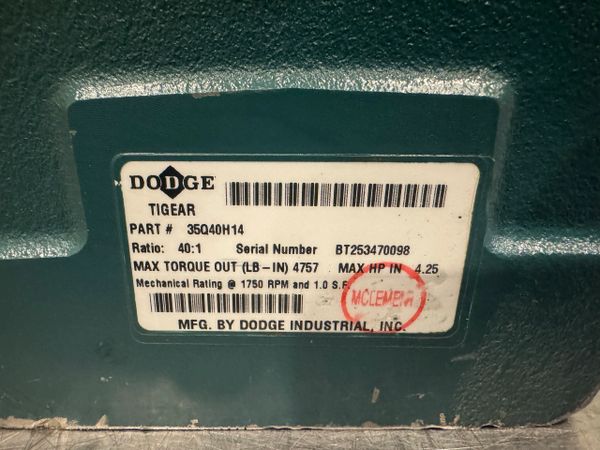 DODGE
TIGEAR
PART # 35Q40H14
Ratio: 40:1 Serial Number BT253470098
MAX TORQUE OUT (LB-IN) 4757 MAX HP IN 4.25
Mechanical Rating @ 1750 RPM and 1.0 S.F.
MFG. BY DODGE INDUSTRIAL, INC.